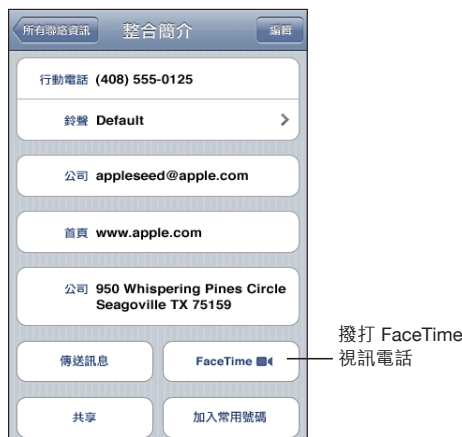 所有聯絡資訊
整合簡介
編輯
行動電話 (408) 555-0125
鈴聲 Default
公司 appleseed@apple.com
首頁 www.apple.com
公司 950 Whispering Pines Circle
Seagoville TX 75159
傳送訊息
FaceTime
撥打 FaceTime
視訊電話
共享
加入常用號碼